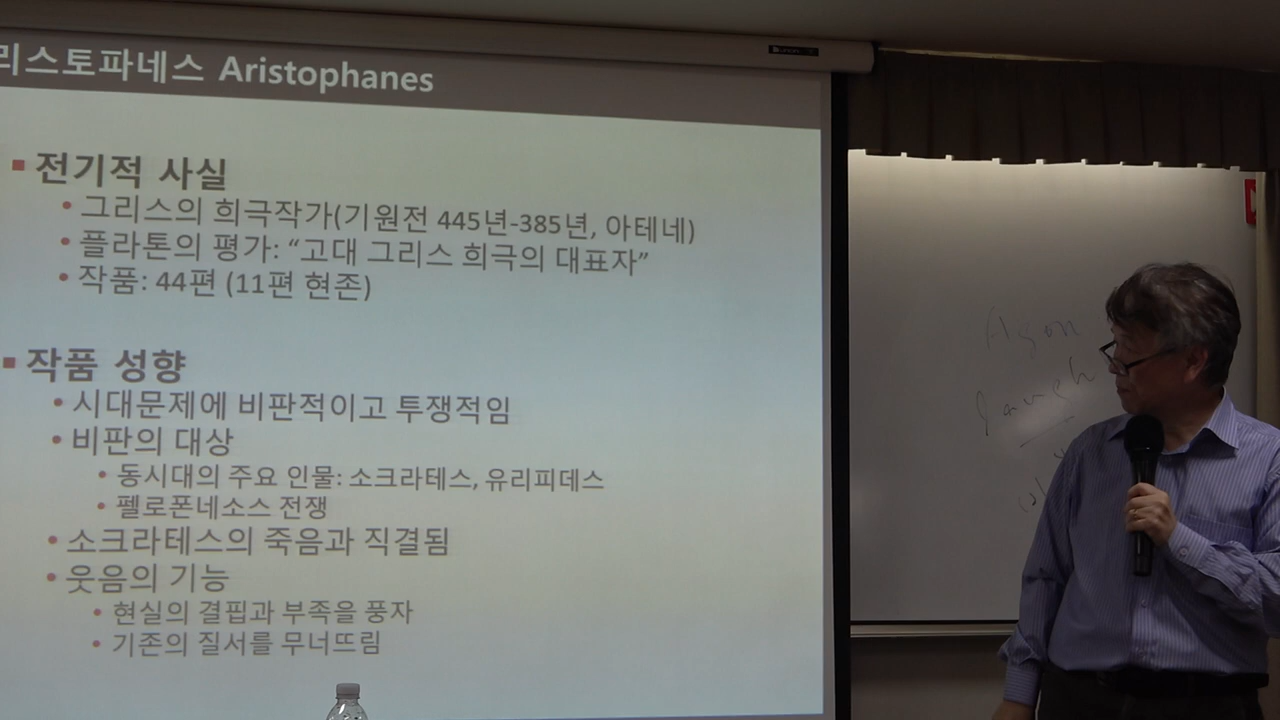 리스토파네스 Aristophanes
▪ 전기적 사실
• 그리스의 희극작가(기원전 445년-385년, 아테네)
• 플라톤의 평가: “고대 그리스 희극의 대표자”
• 작품: 44편 (11편 현존)
▪ 작품 성향
• 시대문제에 비판적이고 투쟁적임
• 비판의 대상
• 동시대의 주요 인물: 소크라테스, 유리피데스
• 펠로폰네소스 전쟁
• 소크라테스의 죽음과 직결됨
• 웃음의 기능
• 현실의 결핍과 부족을 풍자
• 기존의 질서를 무너뜨림
Agon